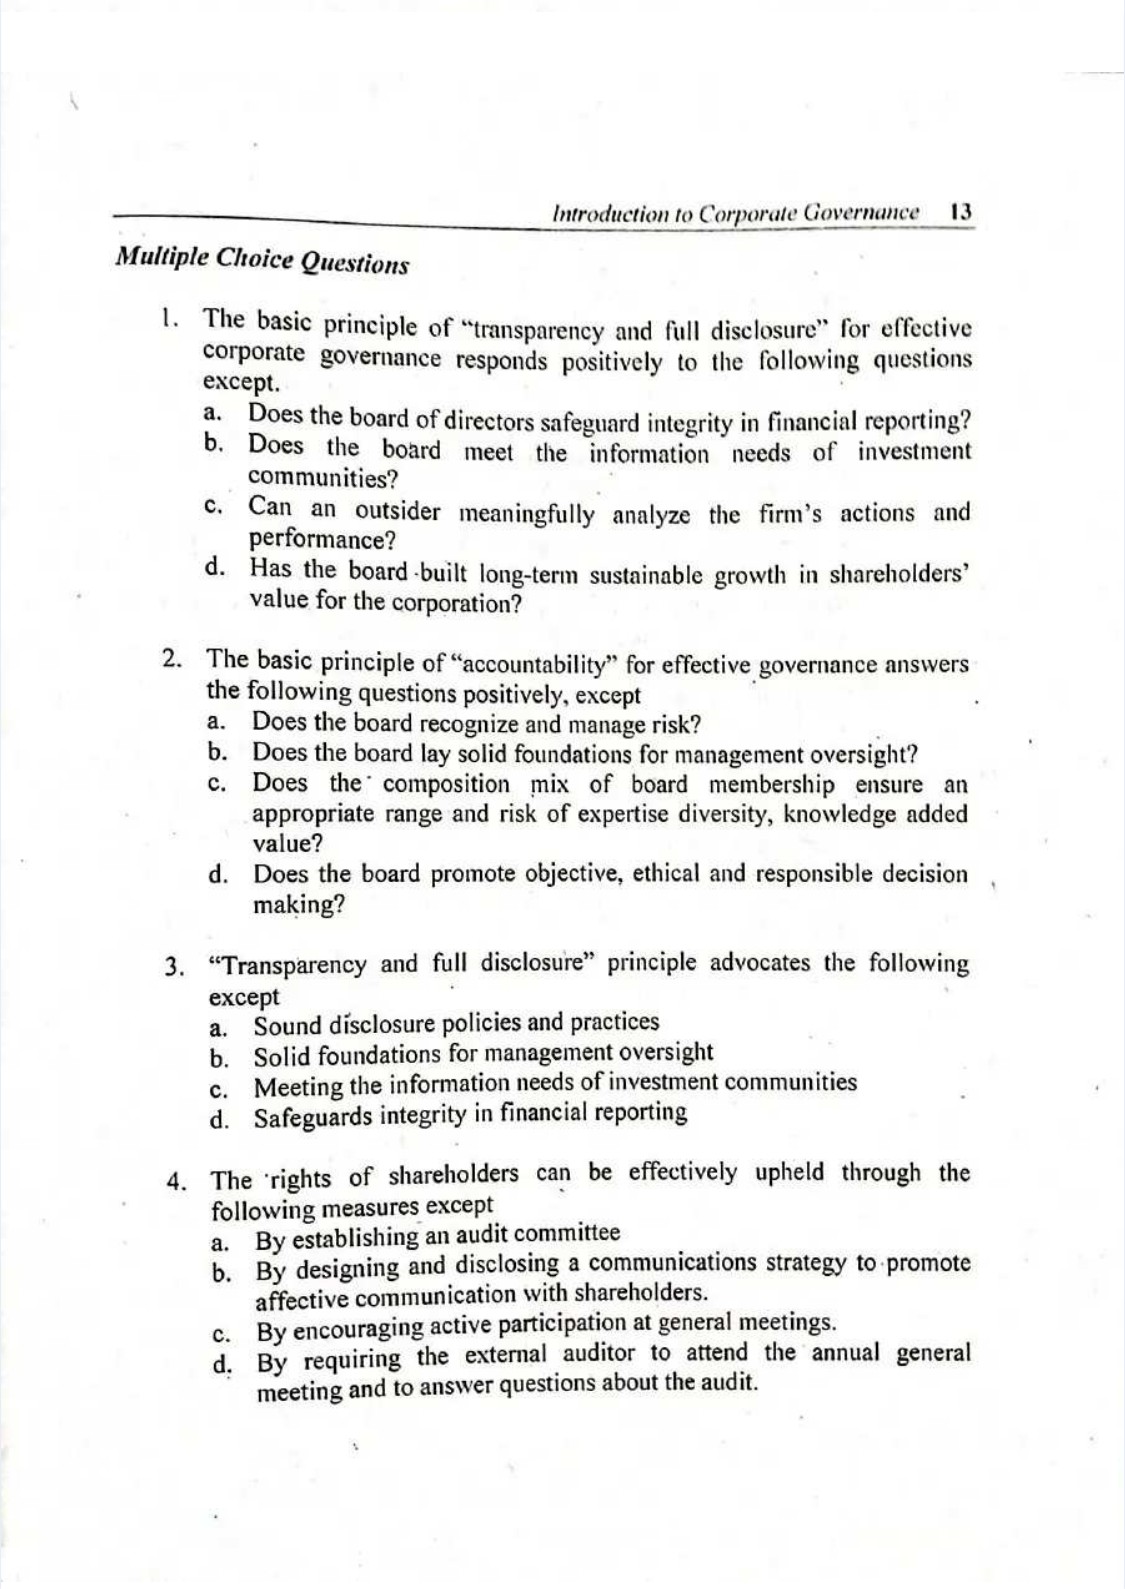 Introduction to Corporate Governance 13
Multiple Choice Questions
1. The basic principle of “transparency and full disclosure” for effective
corporate governance responds positively to the following questions
except.
a. Does the board of directors safeguard integrity in financial reporting?
b. Does the board meet the information needs of investment
communities?
c. Can an outsider meaningfully analyze the firm’s actions and
performance?
d. Has the board built long-term sustainable growth in shareholders’
value for the corporation?
2. The basic principle of “accountability” for effective governance answers
the following questions positively, except
a. Does the board recognize and manage risk?
b. Does the board lay solid foundations for management oversight?
c. Does the composition mix of board membership ensure an
appropriate range and risk of expertise diversity, knowledge added
value?
d. Does the board promote objective, ethical and responsible decision
making?
3. “Transparency and full disclosure” principle advocates the following
except
a. Sound disclosure policies and practices
b. Solid foundations for management oversight
c. Meeting the information needs of investment communities
d. Safeguards integrity in financial reporting
4. The rights of shareholders can be effectively upheld through the
following measures except
a. By establishing an audit committee
b. By designing and disclosing a communications strategy to promote
affective communication with shareholders.
c. By encouraging active participation at general meetings.
d. By requiring the external auditor to attend the annual general
meeting and to answer questions about the audit.